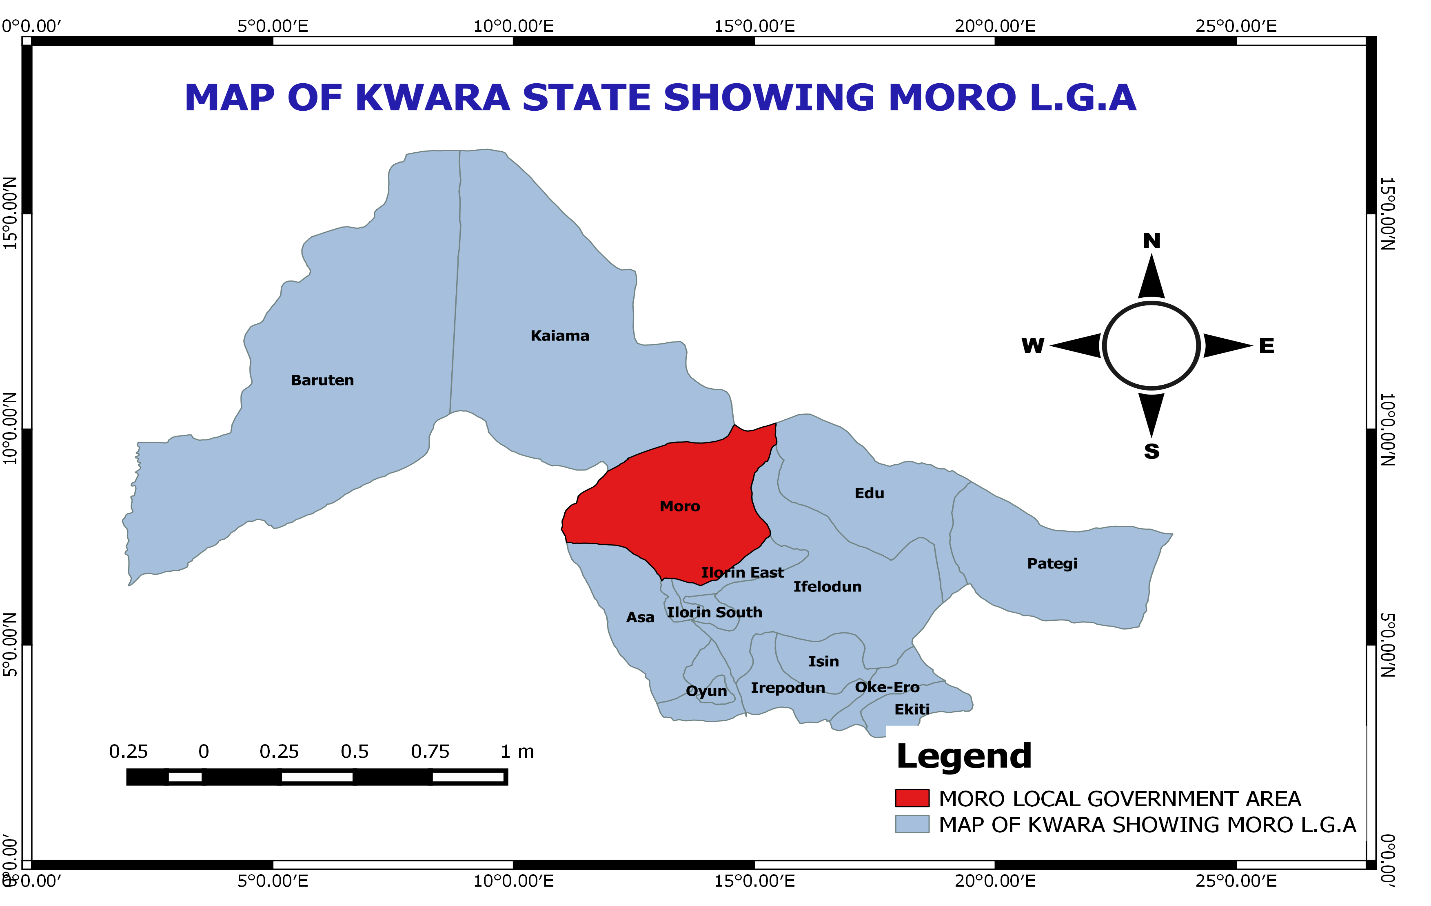 0°0.00′ 5°0.00′E 10°0.00′E 15°0.00′E 20°0.00′E 25°0.00′E
MAP OF KWARA STATE SHOWING MORO L.G.A
15°0.00′N
15°0.00′N
N
W E
S
Kaiama
Baruten
10°0.00′N
10°0.00′N
Edu
Moro
Pategi
Ilorin East
Ifelodun
Ilorin South
Asa
5°0.00′N
5°0.00′N
Isin
Oyun Irepodun Oke-Ero
Ekiti
0.25 0 0.25 0.5 0.75 1 m
Legend
MORO LOCAL GOVERNMENT AREA
MAP OF KWARA SHOWING MORO L.G.A
0°0.00′
0°0.00′
0°0.00′ 5°0.00′E 10°0.00′E 15°0.00′E 20°0.00′E 25°0.00′E